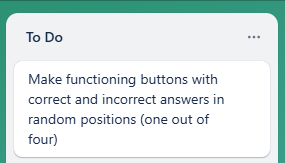 To Do
Make functioning buttons with
correct and incorrect answers in
random positions (one out of
four)